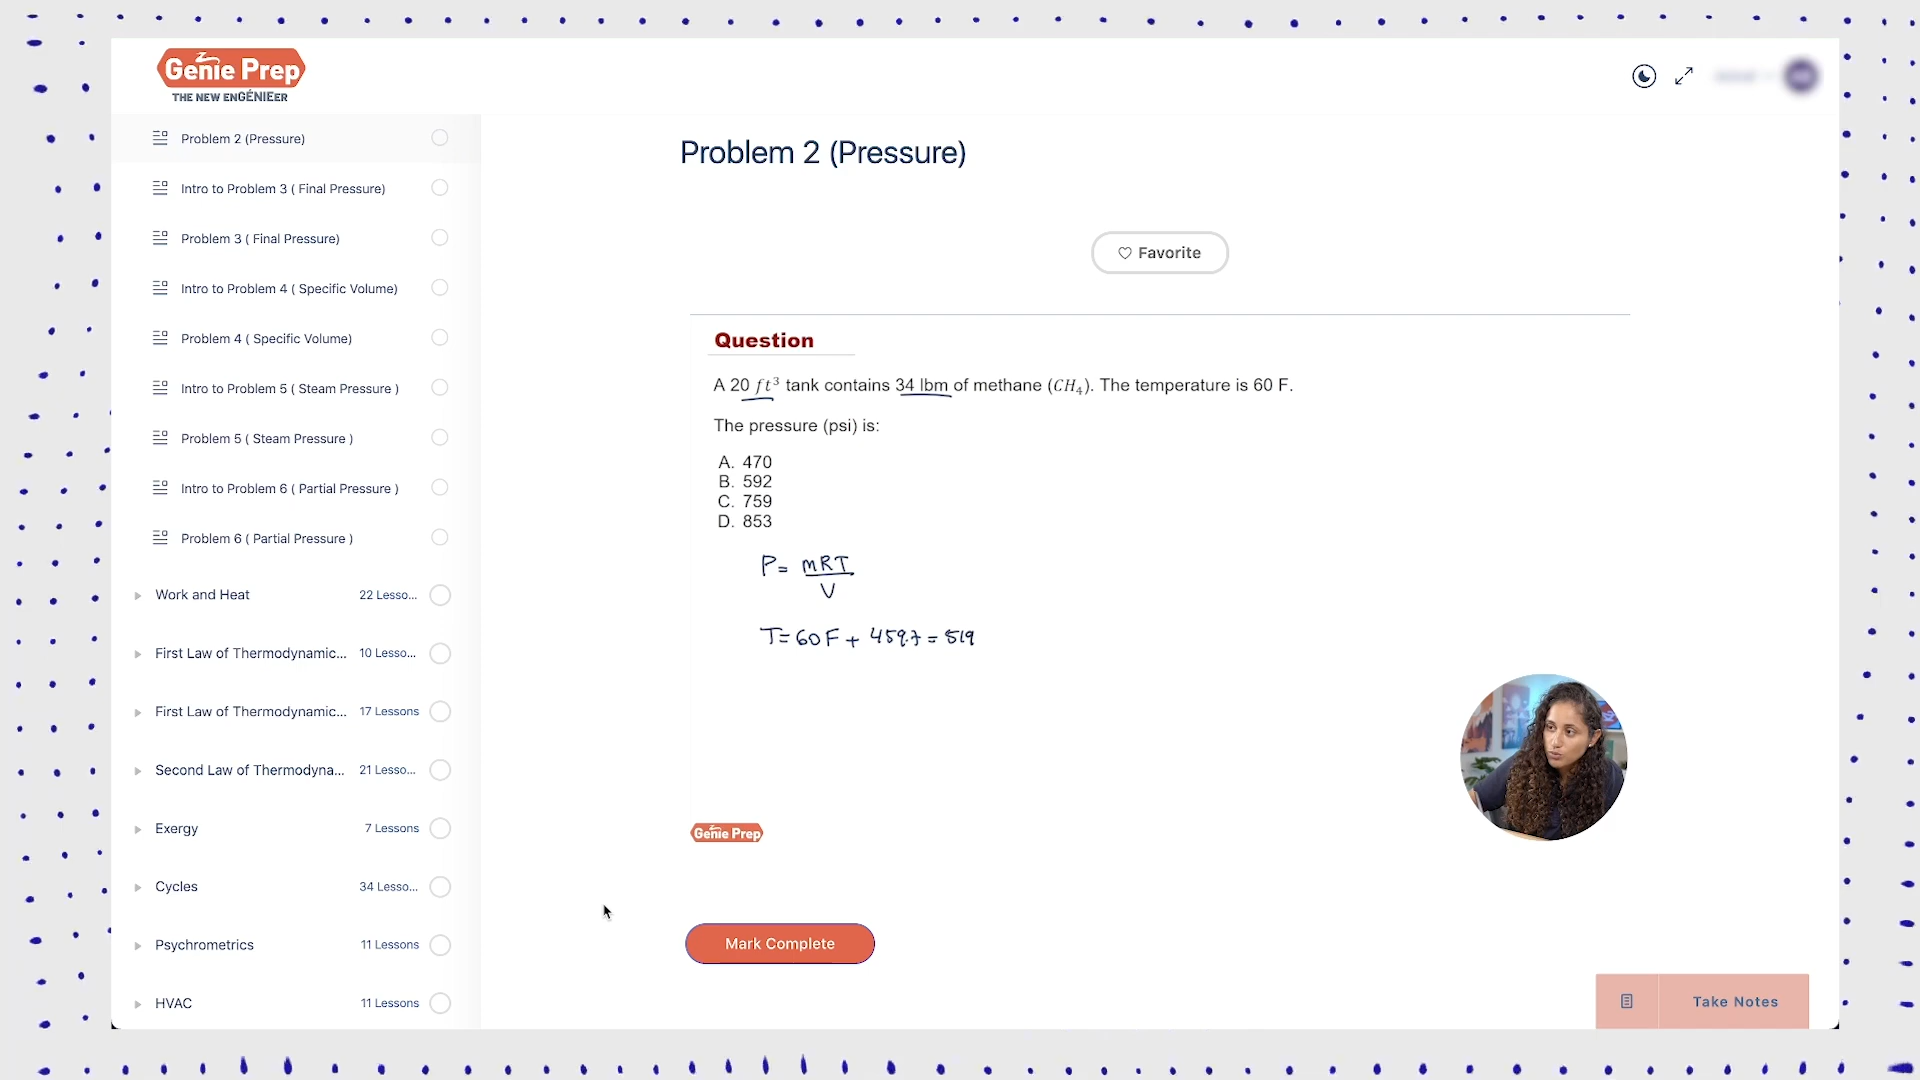 Genie Prep
THE NEW ENGÉNIEER
Problem 2 (Pressure)
Intro to Problem 3 ( Final Pressure)
Problem 3 ( Final Pressure)
Intro to Problem 4 ( Specific Volume)
Problem 4 ( Specific Volume)
Intro to Problem 5 ( Steam Pressure )
Problem 5 ( Steam Pressure )
Intro to Problem 6 ( Partial Pressure )
Problem 6 ( Partial Pressure )
Work and Heat 22 Lesso...
First Law of Thermodynamic... 10 Lesso...
First Law of Thermodynamic... 17 Lessons
Second Law of Thermodyna... 21 Lesso...
Exergy 7 Lessons
Cycles 34 Lesso...
Psychrometrics 11 Lessons
HVAC 11 Lessons
Problem 2 (Pressure)
Favorite
Question
A 20 ft³ tank contains 34 lbm of methane (CH₄). The temperature is 60 F.
The pressure (psi) is:
A. 470
B. 592
C. 759
D. 853
P= mRT
V
T=60F + 459.7 = 519
Genie Prep
Mark Complete
Take Notes